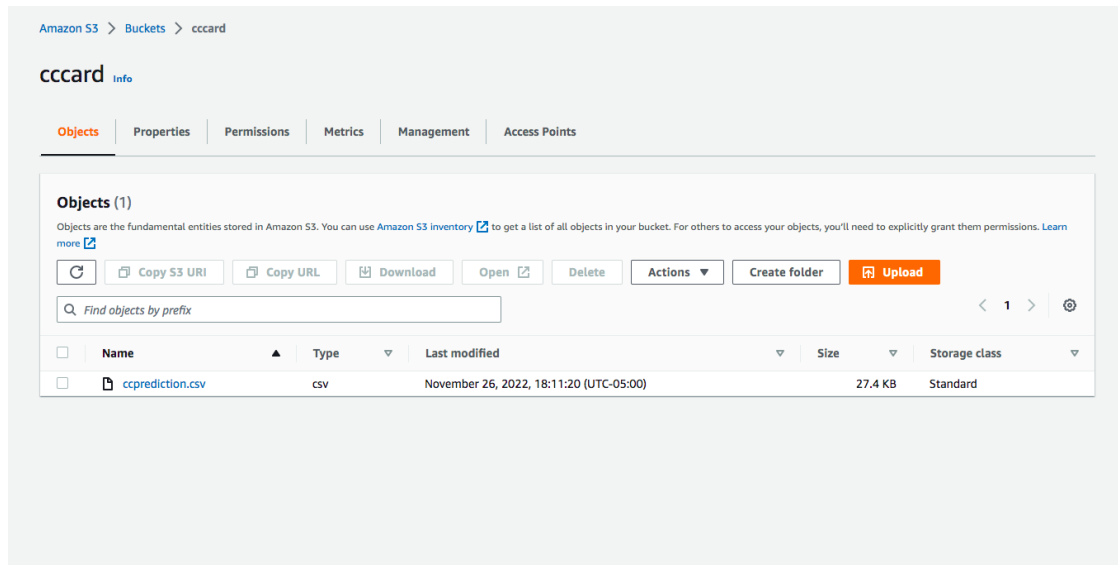 Amazon S3 > Buckets > cccard
cccard Info
Objects Properties Permissions Metrics Management Access Points
Objects (1)
Objects are the fundamental entities stored in Amazon S3. You can use Amazon S3 inventory to get a list of all objects in your bucket. For others to access your objects, you'll need to explicitly grant them permissions. Learn
more
Copy S3 URI Copy URL Download Open Delete Actions Create folder Upload
Find objects by prefix < 1 >
Name Type Last modified Size Storage class
ccprediction.csv csv November 26, 2022, 18:11:20 (UTC-05:00) 27.4 KB Standard